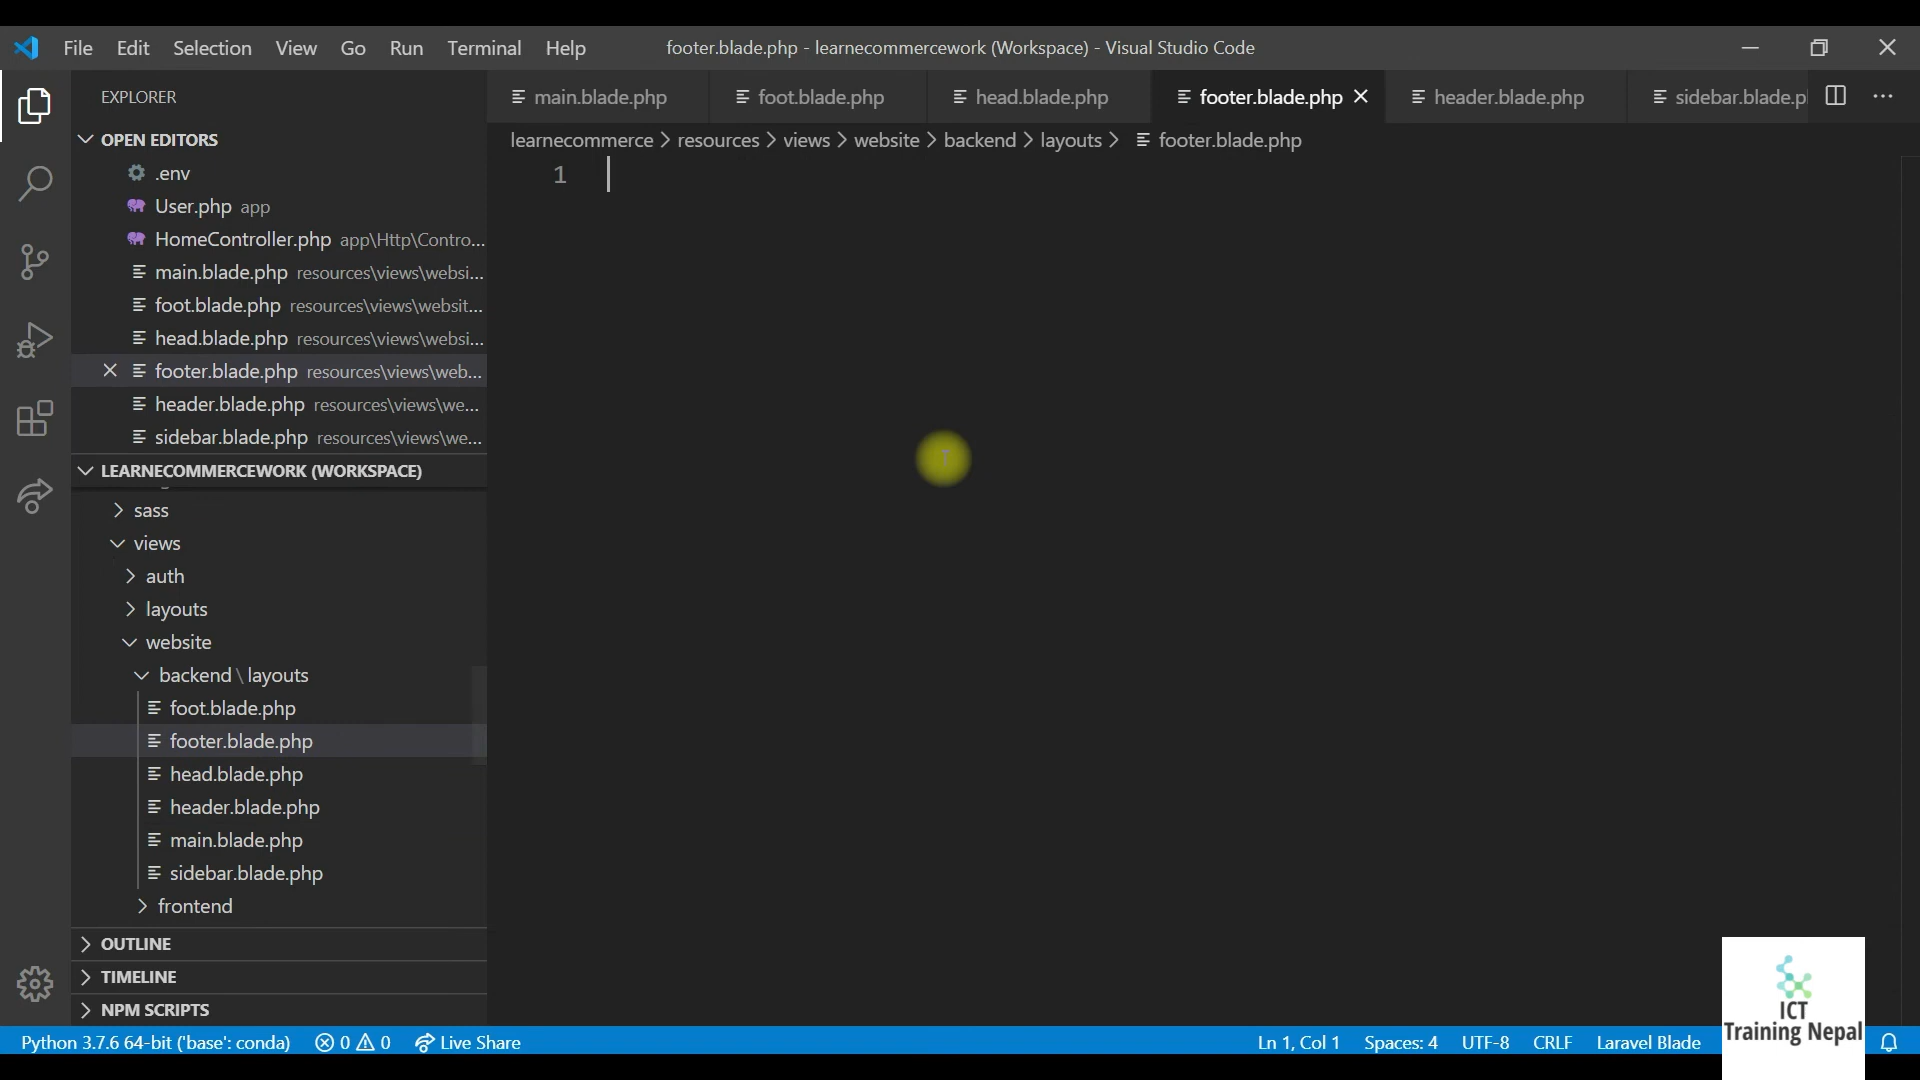 File Edit Selection View Go Run Terminal Help footer.blade.php - learnecommercework (Workspace) - Visual Studio Code
EXPLORER
main.blade.php foot.blade.php head.blade.php footer.blade.php header.blade.php sidebar.blade.p
OPEN EDITORS
learnecommerce > resources > views > website > backend > layouts > footer.blade.php
1
.env
User.php app
HomeController.php app\Http\Contro...
main.blade.php resources\views\websi...
foot.blade.php resources\views\websit...
head.blade.php resources\views\websi...
footer.blade.php resources\views\web...
header.blade.php resources\views\we...
sidebar.blade.php resources\views\we...
LEARNECOMMERCEWORK (WORKSPACE)
sass
views
auth
layouts
website
backend \ layouts
foot.blade.php
footer.blade.php
head.blade.php
header.blade.php
main.blade.php
sidebar.blade.php
frontend
OUTLINE
TIMELINE
NPM SCRIPTS
ICT
Training Nepal
Python 3.7.6 64-bit ('base': conda) 0 0 Live Share Ln 1, Col 1 Spaces: 4 UTF-8 CRLF Laravel Blade